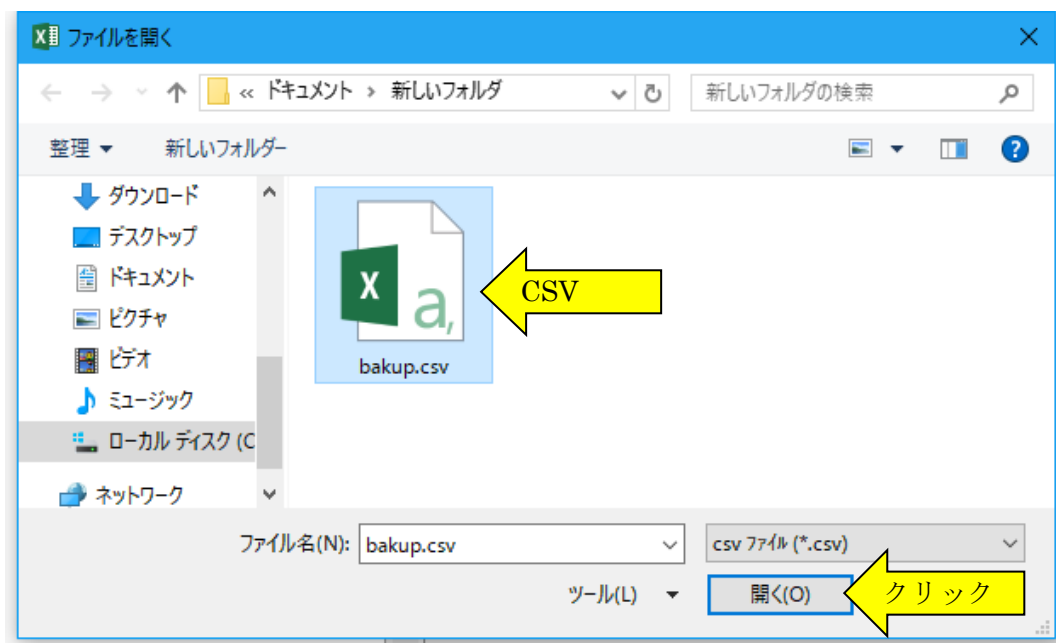 ファイルを開く
« ドキュメント › 新しいフォルダ
新しいフォルダの検索
整理
新しいフォルダー
ダウンロード
デスクトップ
ドキュメント
ピクチャ
ビデオ
ミュージック
ローカル ディスク (C
ネットワーク
X a,
bakup.csv
CSV
ファイル名(N): bakup.csv
csv ファイル (*.csv)
ツール(L)
開く(O)
クリック